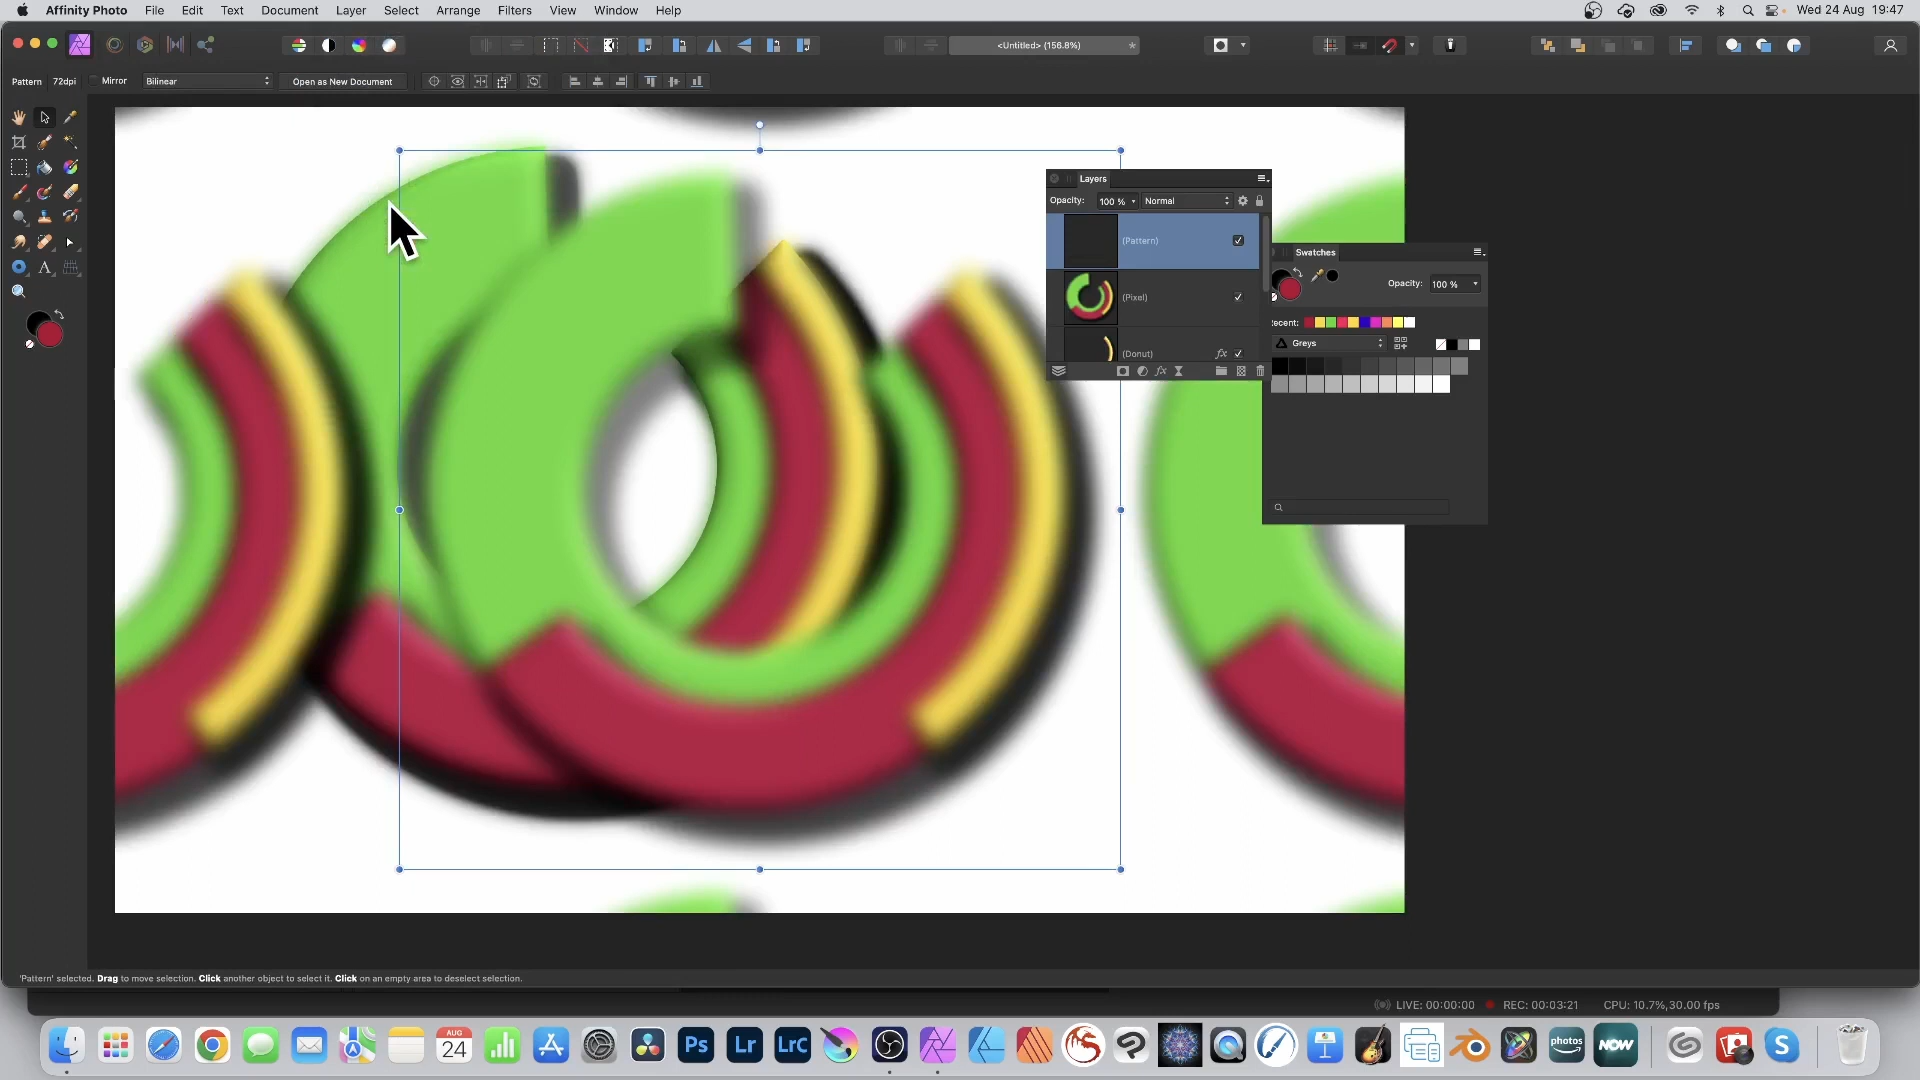 Affinity Photo File Edit Text Document Layer Select Arrange Filters View Window Help Wed 24 Aug 19:47
<Untitled> (156.8%)
Pattern 72dpi Mirror Bilinear Open as New Document
Layers
Opacity: 100 % Normal
(Pattern)
(Pixel)
(Donut) fx
Swatches
Opacity: 100 %
Recent:
Greys
'Pattern' selected. Drag to move selection. Click another object to select it. Click on an empty area to deselect selection.
LIVE: 00:00:00 REC: 00:03:21 CPU: 10.7%,30.00 fps
AUG
24
Ps Lr LrC
photos
NOW
S